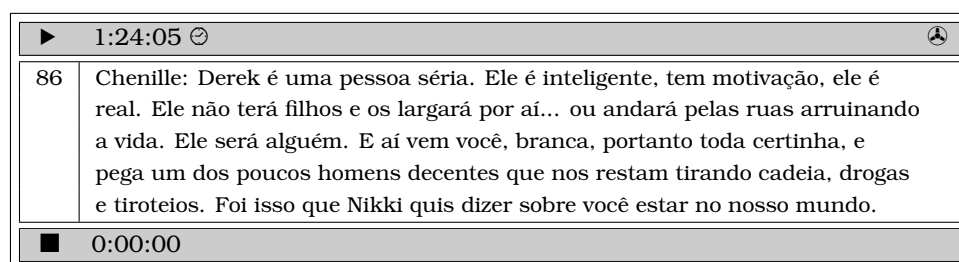 ▶ 1:24:05
86 Chenille: Derek é uma pessoa séria. Ele é inteligente, tem motivação, ele é
real. Ele não terá filhos e os largará por aí... ou andará pelas ruas arruinando
a vida. Ele será alguém. E aí vem você, branca, portanto toda certinha, e
pega um dos poucos homens decentes que nos restam tirando cadeia, drogas
e tiroteios. Foi isso que Nikki quis dizer sobre você estar no nosso mundo.
■ 0:00:00